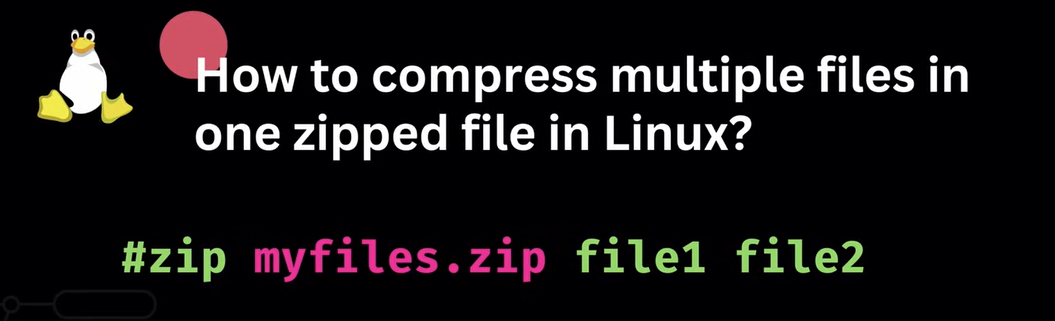 How to compress multiple files in
one zipped file in Linux?
#zip myfiles.zip file1 file2